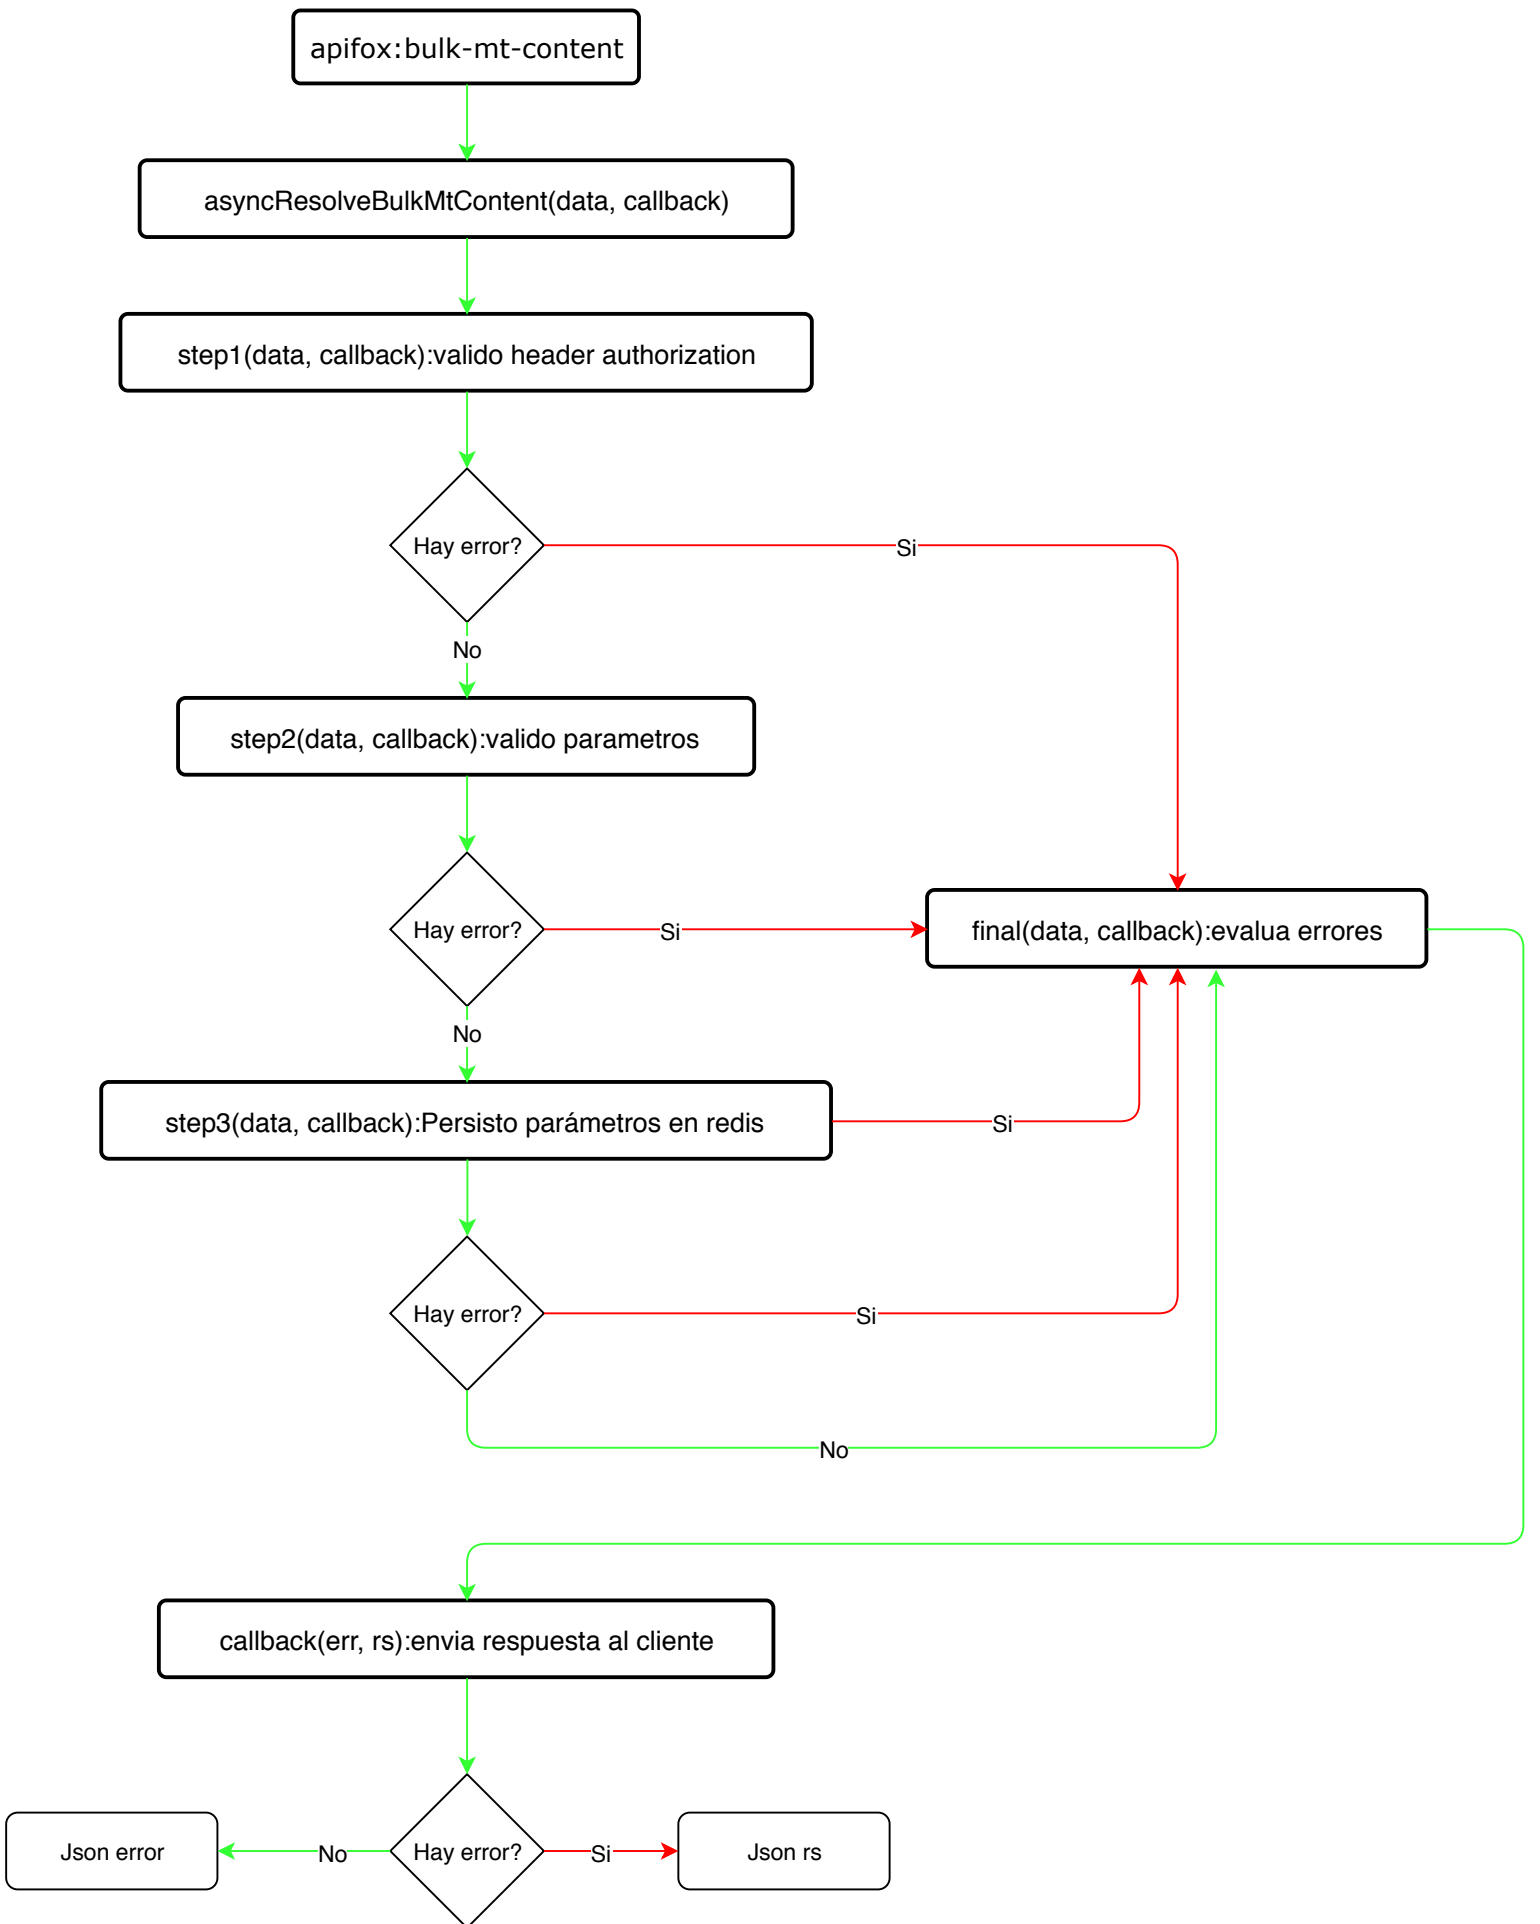 apifox:bulk-mt-content
asyncResolveBulkMtContent(data, callback)
step1(data, callback):valido header authorization
Hay error?
Si
No
step2(data, callback):valido parametros
Hay error?
Si
final(data, callback):evalua errores
No
step3(data, callback):Persisto parámetros en redis
Si
Hay error?
Si
No
callback(err, rs):envia respuesta al cliente
Json error
No
Hay error?
Si
Json rs